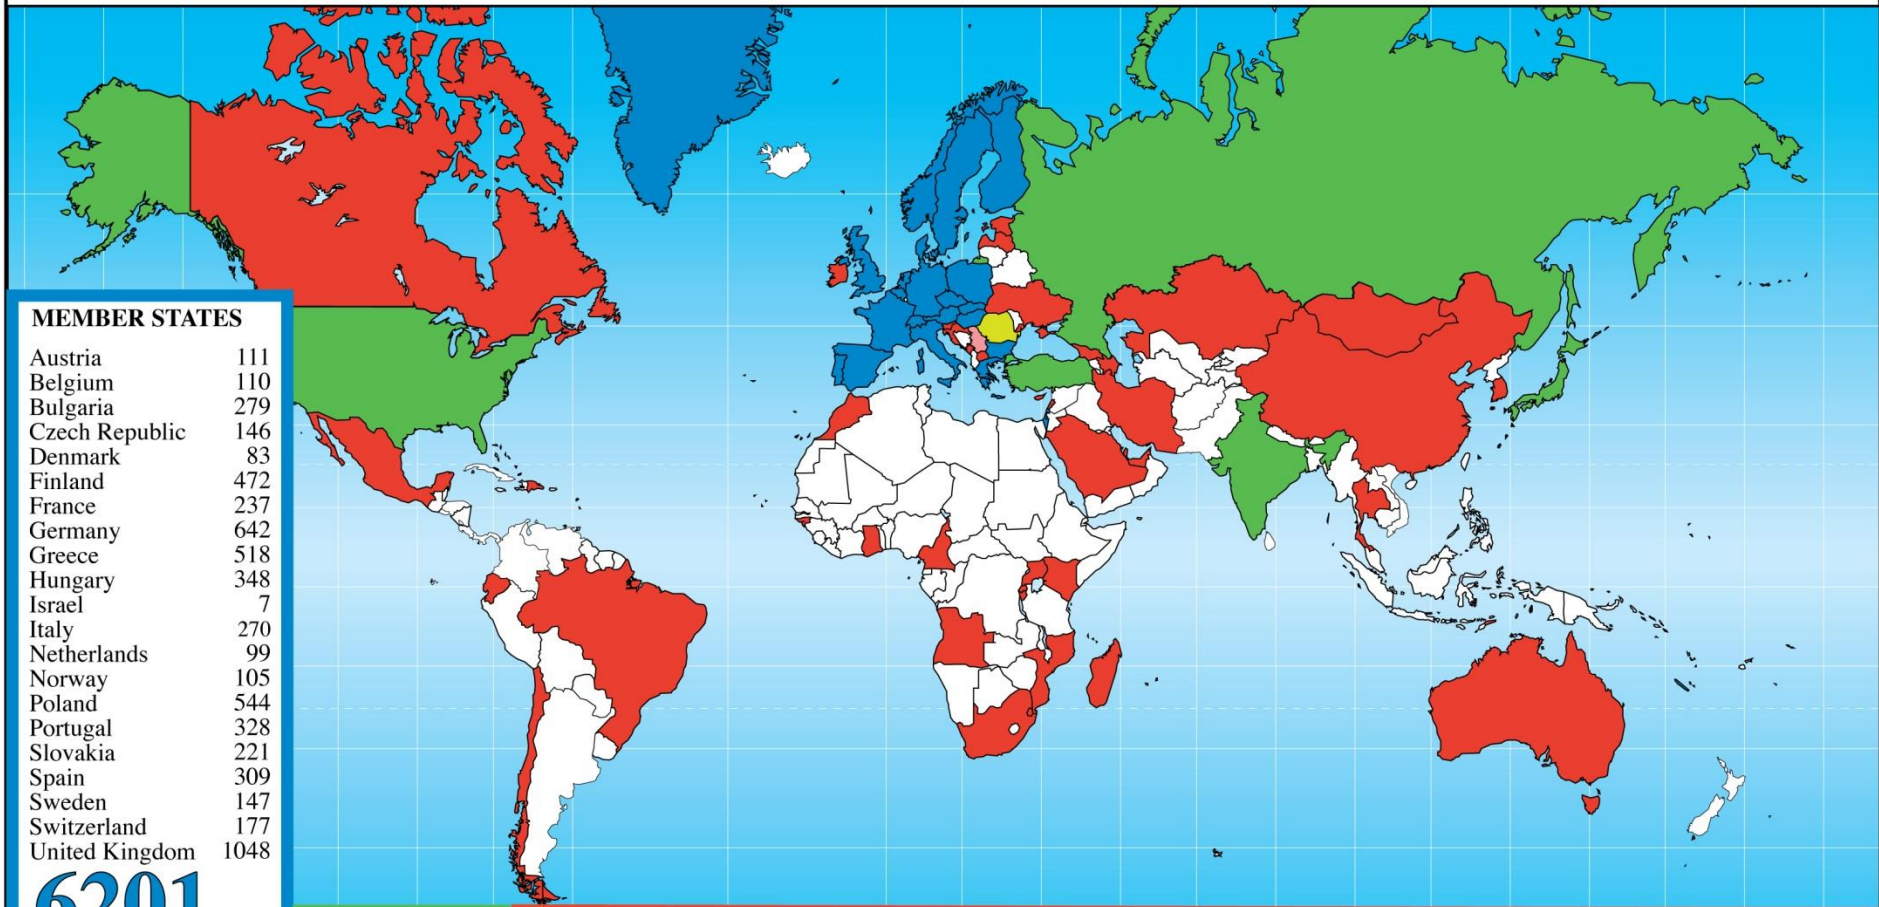 MEMBER STATES
Austria 111
Belgium 110
Bulgaria 279
Czech Republic 146
Denmark 83
Finland 472
France 237
Germany 642
Greece 518
Hungary 348
Israel 7
Italy 270
Netherlands 99
Norway 105
Poland 544
Portugal 328
Slovakia 221
Spain 309
Sweden 147
Switzerland 177
United Kingdom 1048
6201